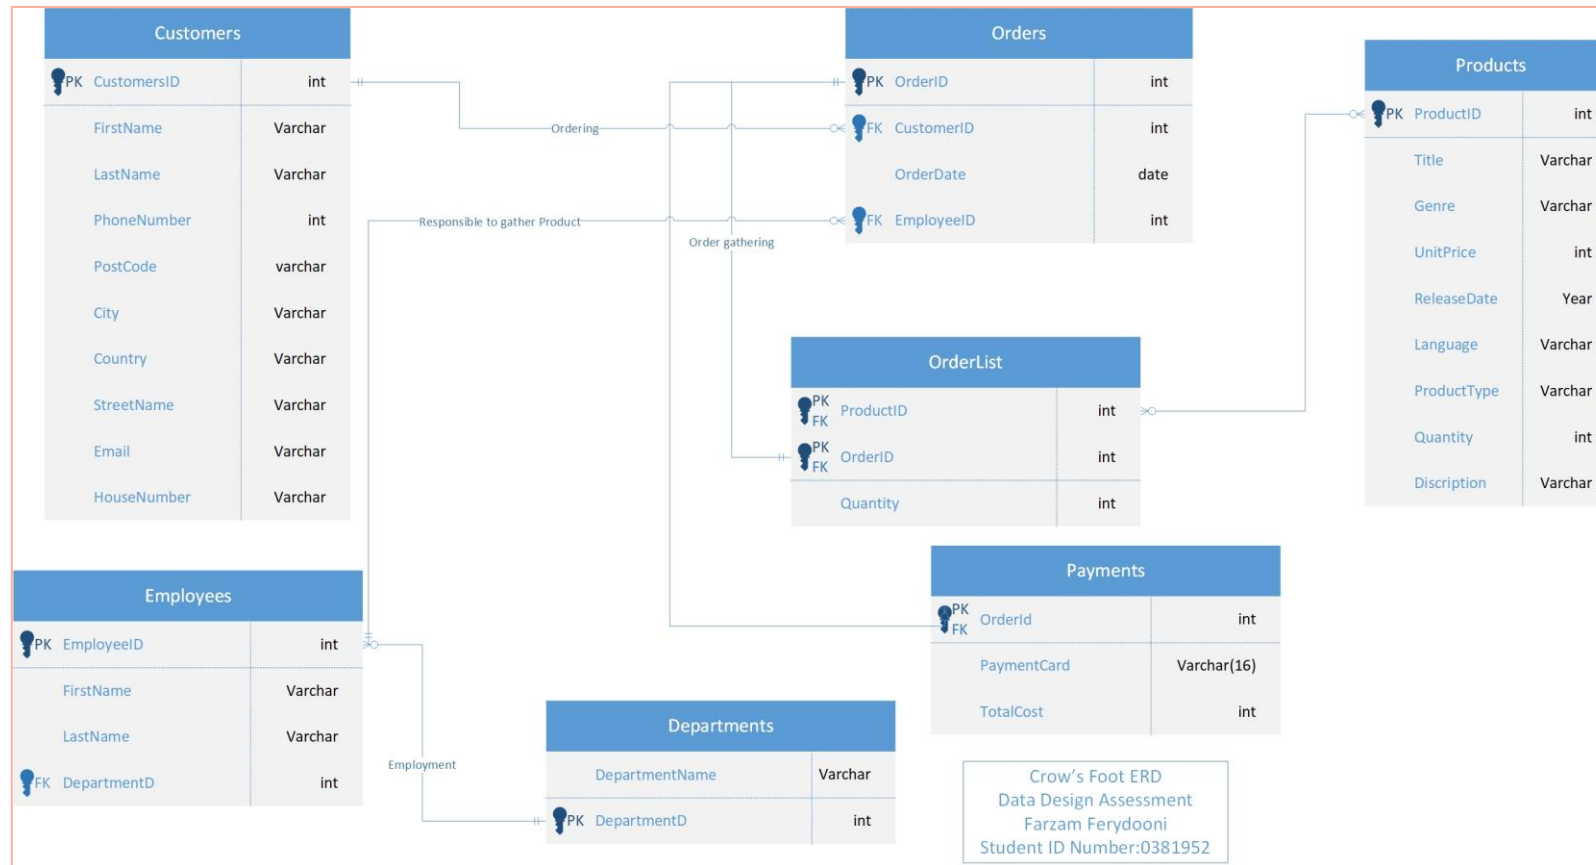 Customers
PK CustomersID int
FirstName Varchar
LastName Varchar
PhoneNumber int
PostCode varchar
City Varchar
Country Varchar
StreetName Varchar
Email Varchar
HouseNumber Varchar
Ordering
Responsible to gather Product
Order gathering
Orders
PK OrderID int
FK CustomerID int
OrderDate date
FK EmployeeID int
Products
PK ProductID int
Title Varchar
Genre Varchar
UnitPrice int
ReleaseDate Year
Language Varchar
ProductType Varchar
Quantity int
Discription Varchar
OrderList
PK FK ProductID int
PK FK OrderID int
Quantity int
Employees
PK EmployeeID int
FirstName Varchar
LastName Varchar
FK DepartmentD int
Employment
Departments
DepartmentName Varchar
PK DepartmentD int
Payments
PK FK OrderId int
PaymentCard Varchar(16)
TotalCost int
Crow's Foot ERD
Data Design Assessment
Farzam Ferydooni
Student ID Number:0381952